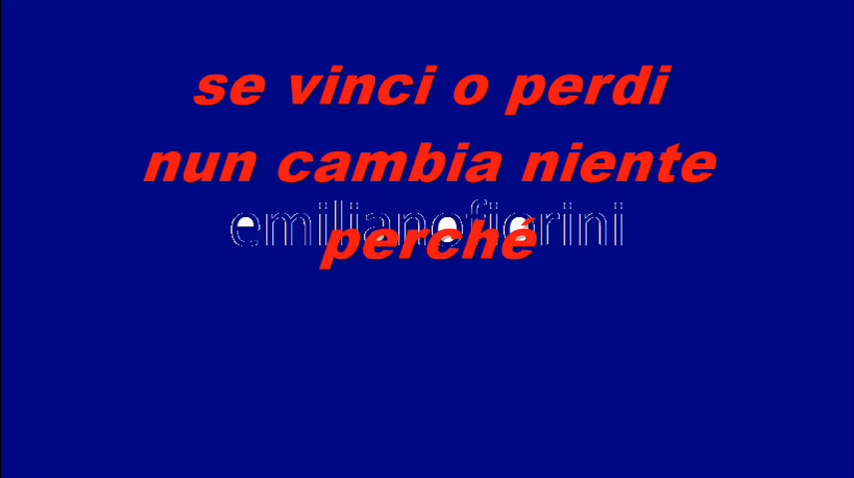 se vinci o perdi
nun cambia niente
emilianofiorini
perché